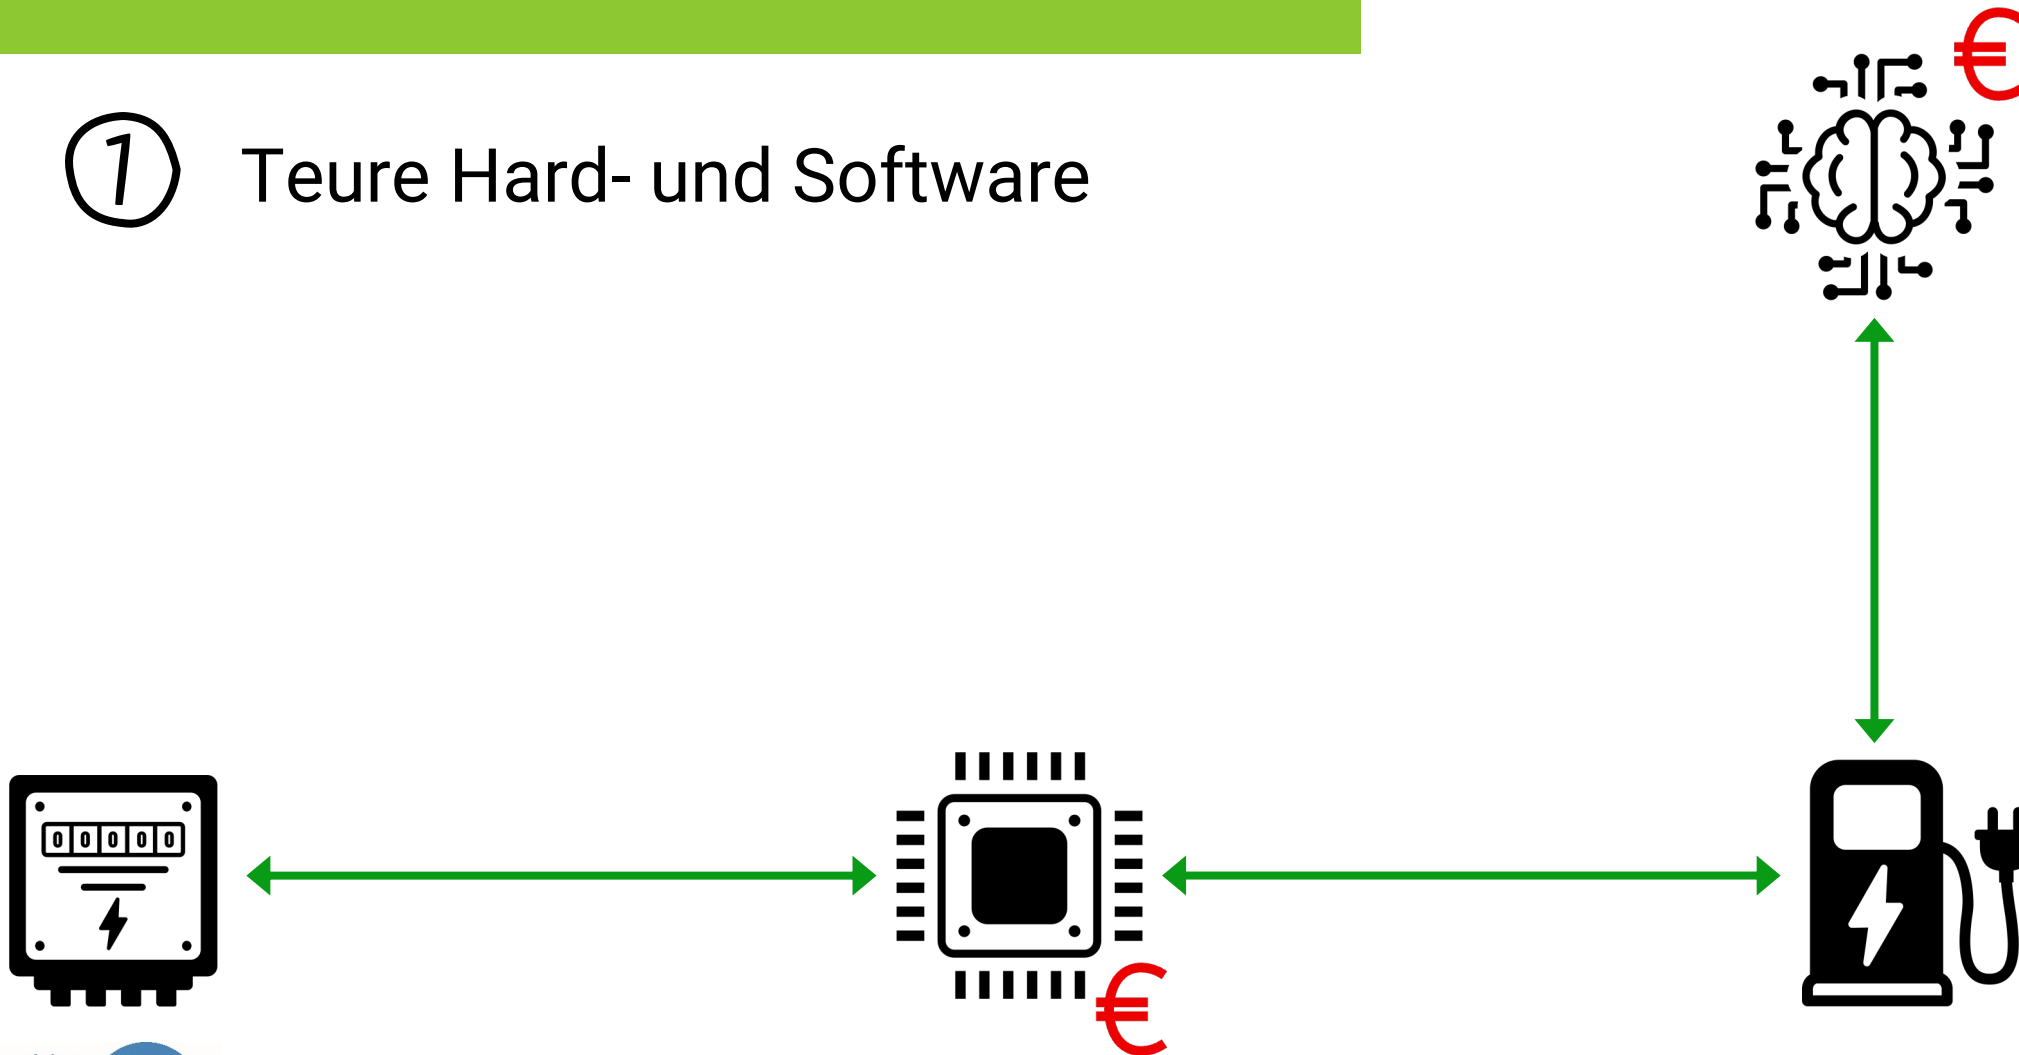 €
1 Teure Hard- und Software
00000
€